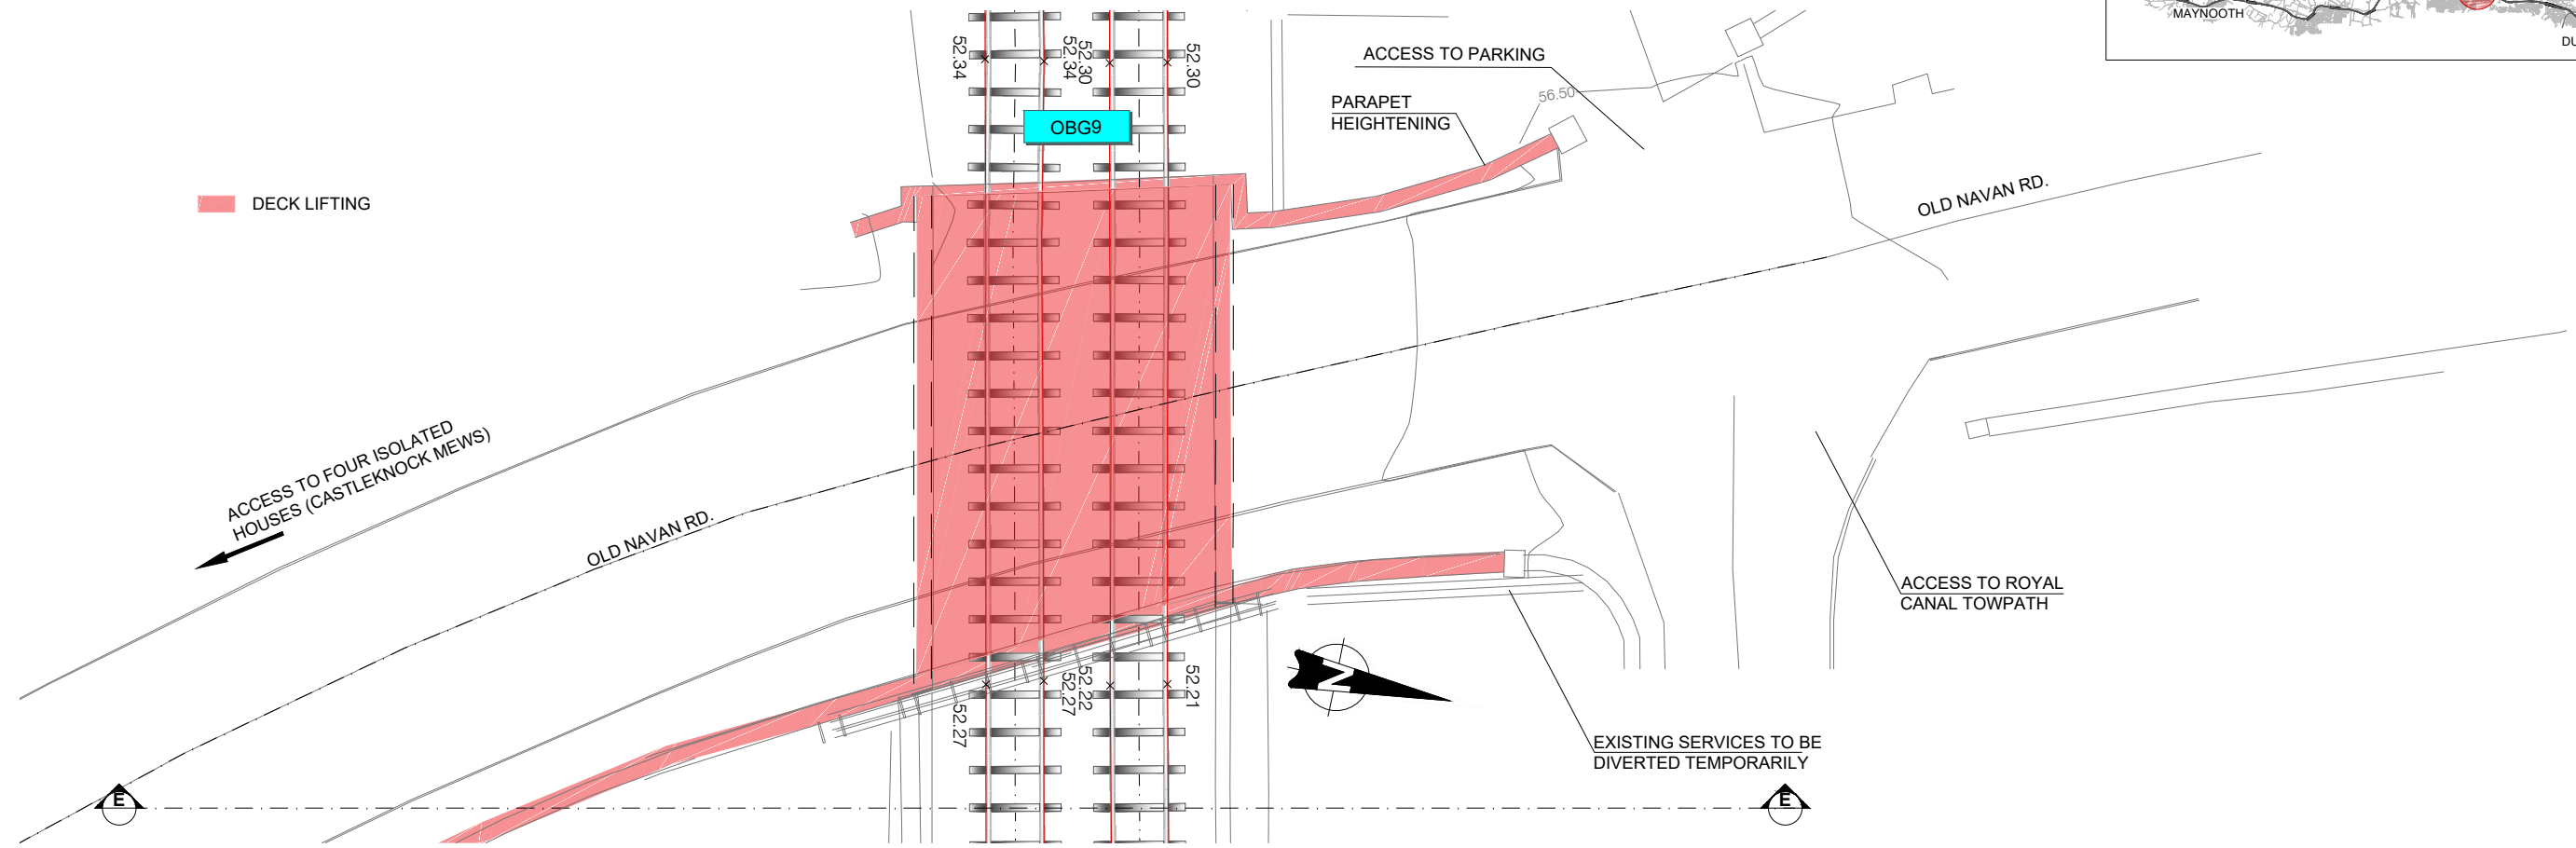 MAYNOOTH
DU
52.34
52.34
52.30
52.30
ACCESS TO PARKING
56.50
PARAPET
HEIGHTENING
OBG9
DECK LIFTING
OLD NAVAN RD.
ACCESS TO FOUR ISOLATED
HOUSES (CASTLEKNOCK MEWS)
OLD NAVAN RD.
ACCESS TO ROYAL
CANAL TOWPATH
52.27
52.27
52.22
52.21
N
EXISTING SERVICES TO BE
DIVERTED TEMPORARILY
E
E